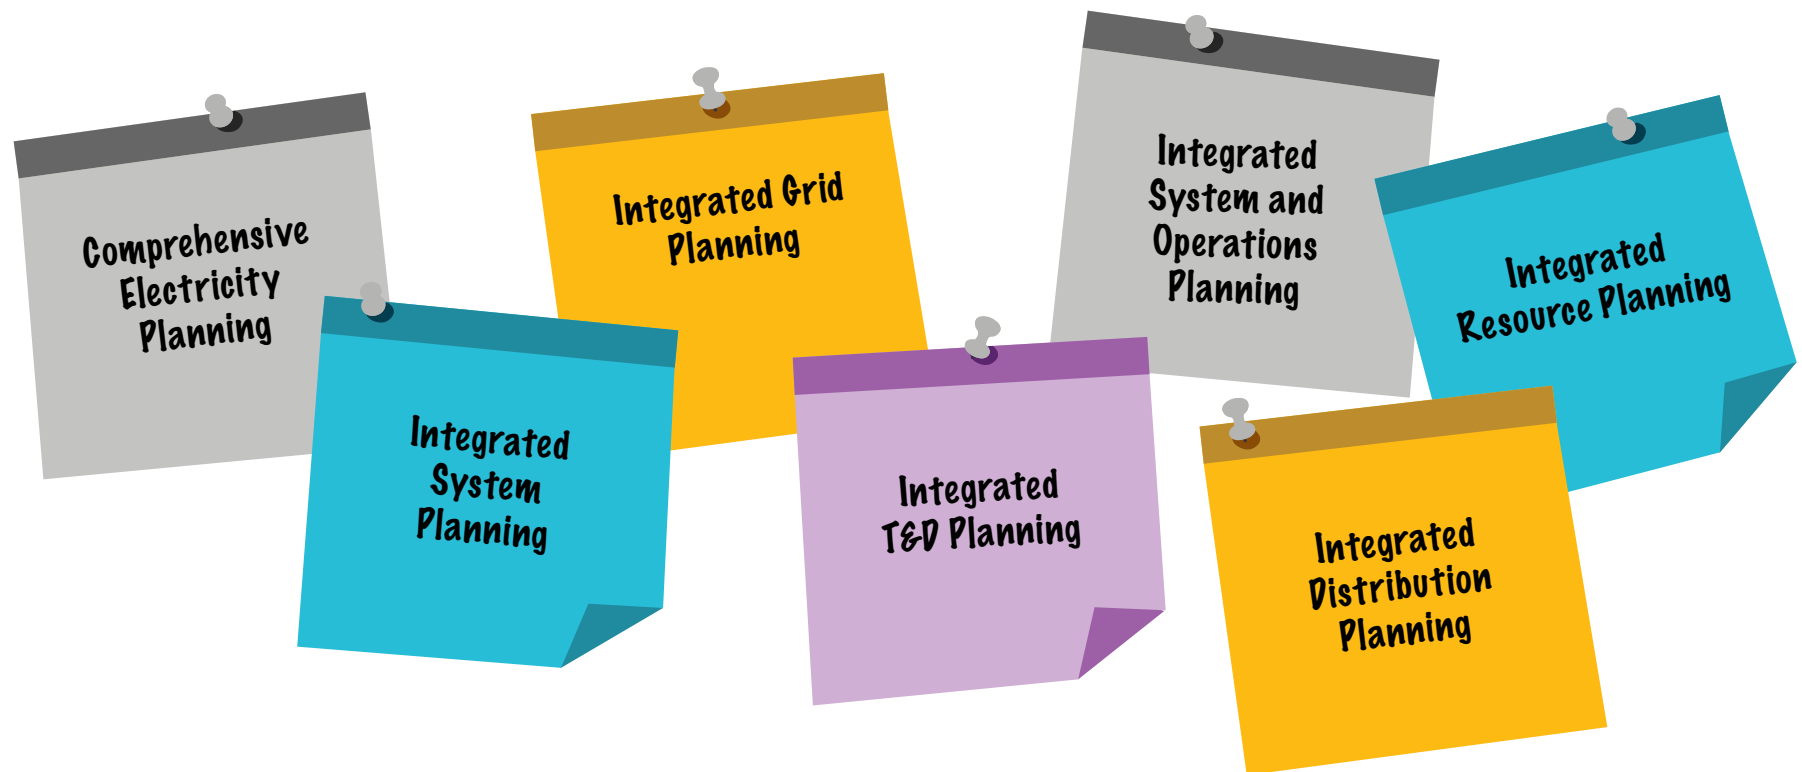 Comprehensive
Electricity
Planning
Integrated
System
Planning
Integrated Grid
Planning
Integrated
T&D Planning
Integrated
System and
Operations
Planning
Integrated
Resource Planning
Integrated
Distribution
Planning